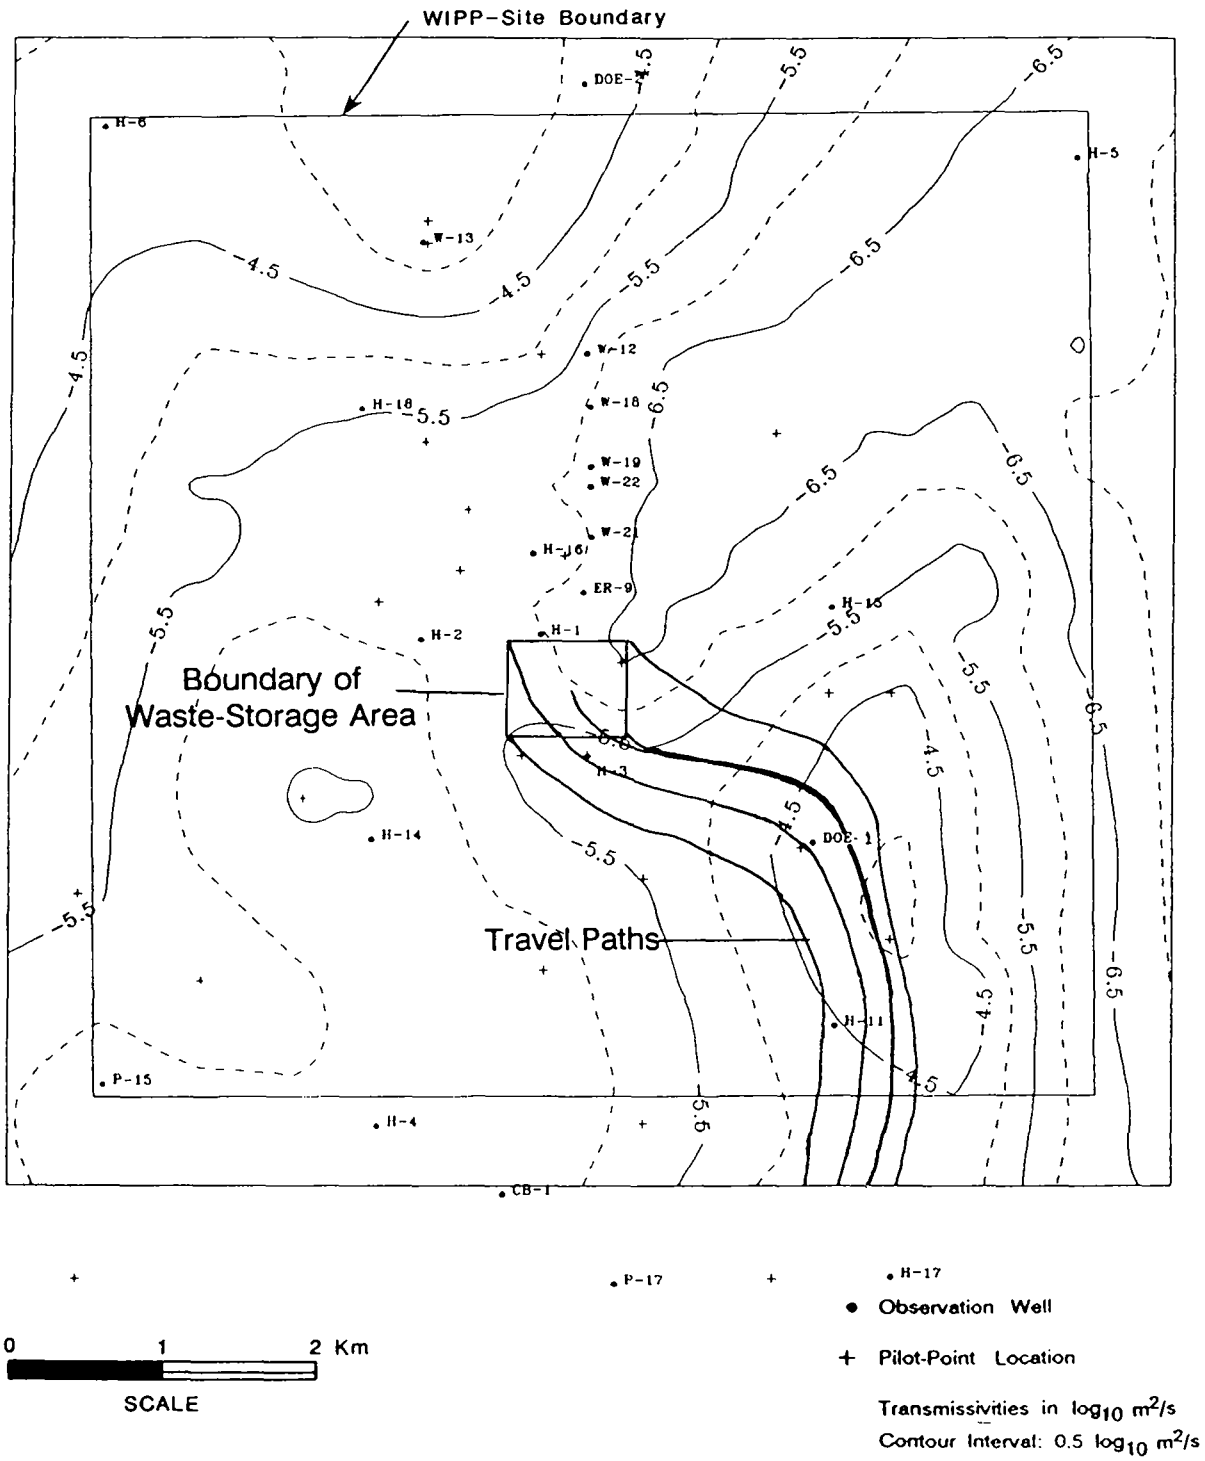 WIPP-Site Boundary
-4.5
-5.5
-6.5
DOE-2
H-6
H-5
W-13
-4.5
-4.5
-5.5
-6.5
-4.5
W-12
H-18
-5.5
W-18
-6.5
W-19
W-22
-6.5
-6.5
W-21
H-16
ER-9
H-15
-5.5
-5.5
H-1
H-2
Boundary of
Waste-Storage Area
-5.5
-6.5
-4.5
H-3
-4.5
H-14
DOE-1
-5.5
-5.5
Travel Paths
-5.5
-6.5
-4.5
H-11
-4.5
P-15
H-4
5.5
CB-1
P-17
H-17
Observation Well
0 1 2 Km
Pilot-Point Location
SCALE
Transmissivities in log10 m2/s
Contour Interval: 0.5 log10 m2/s